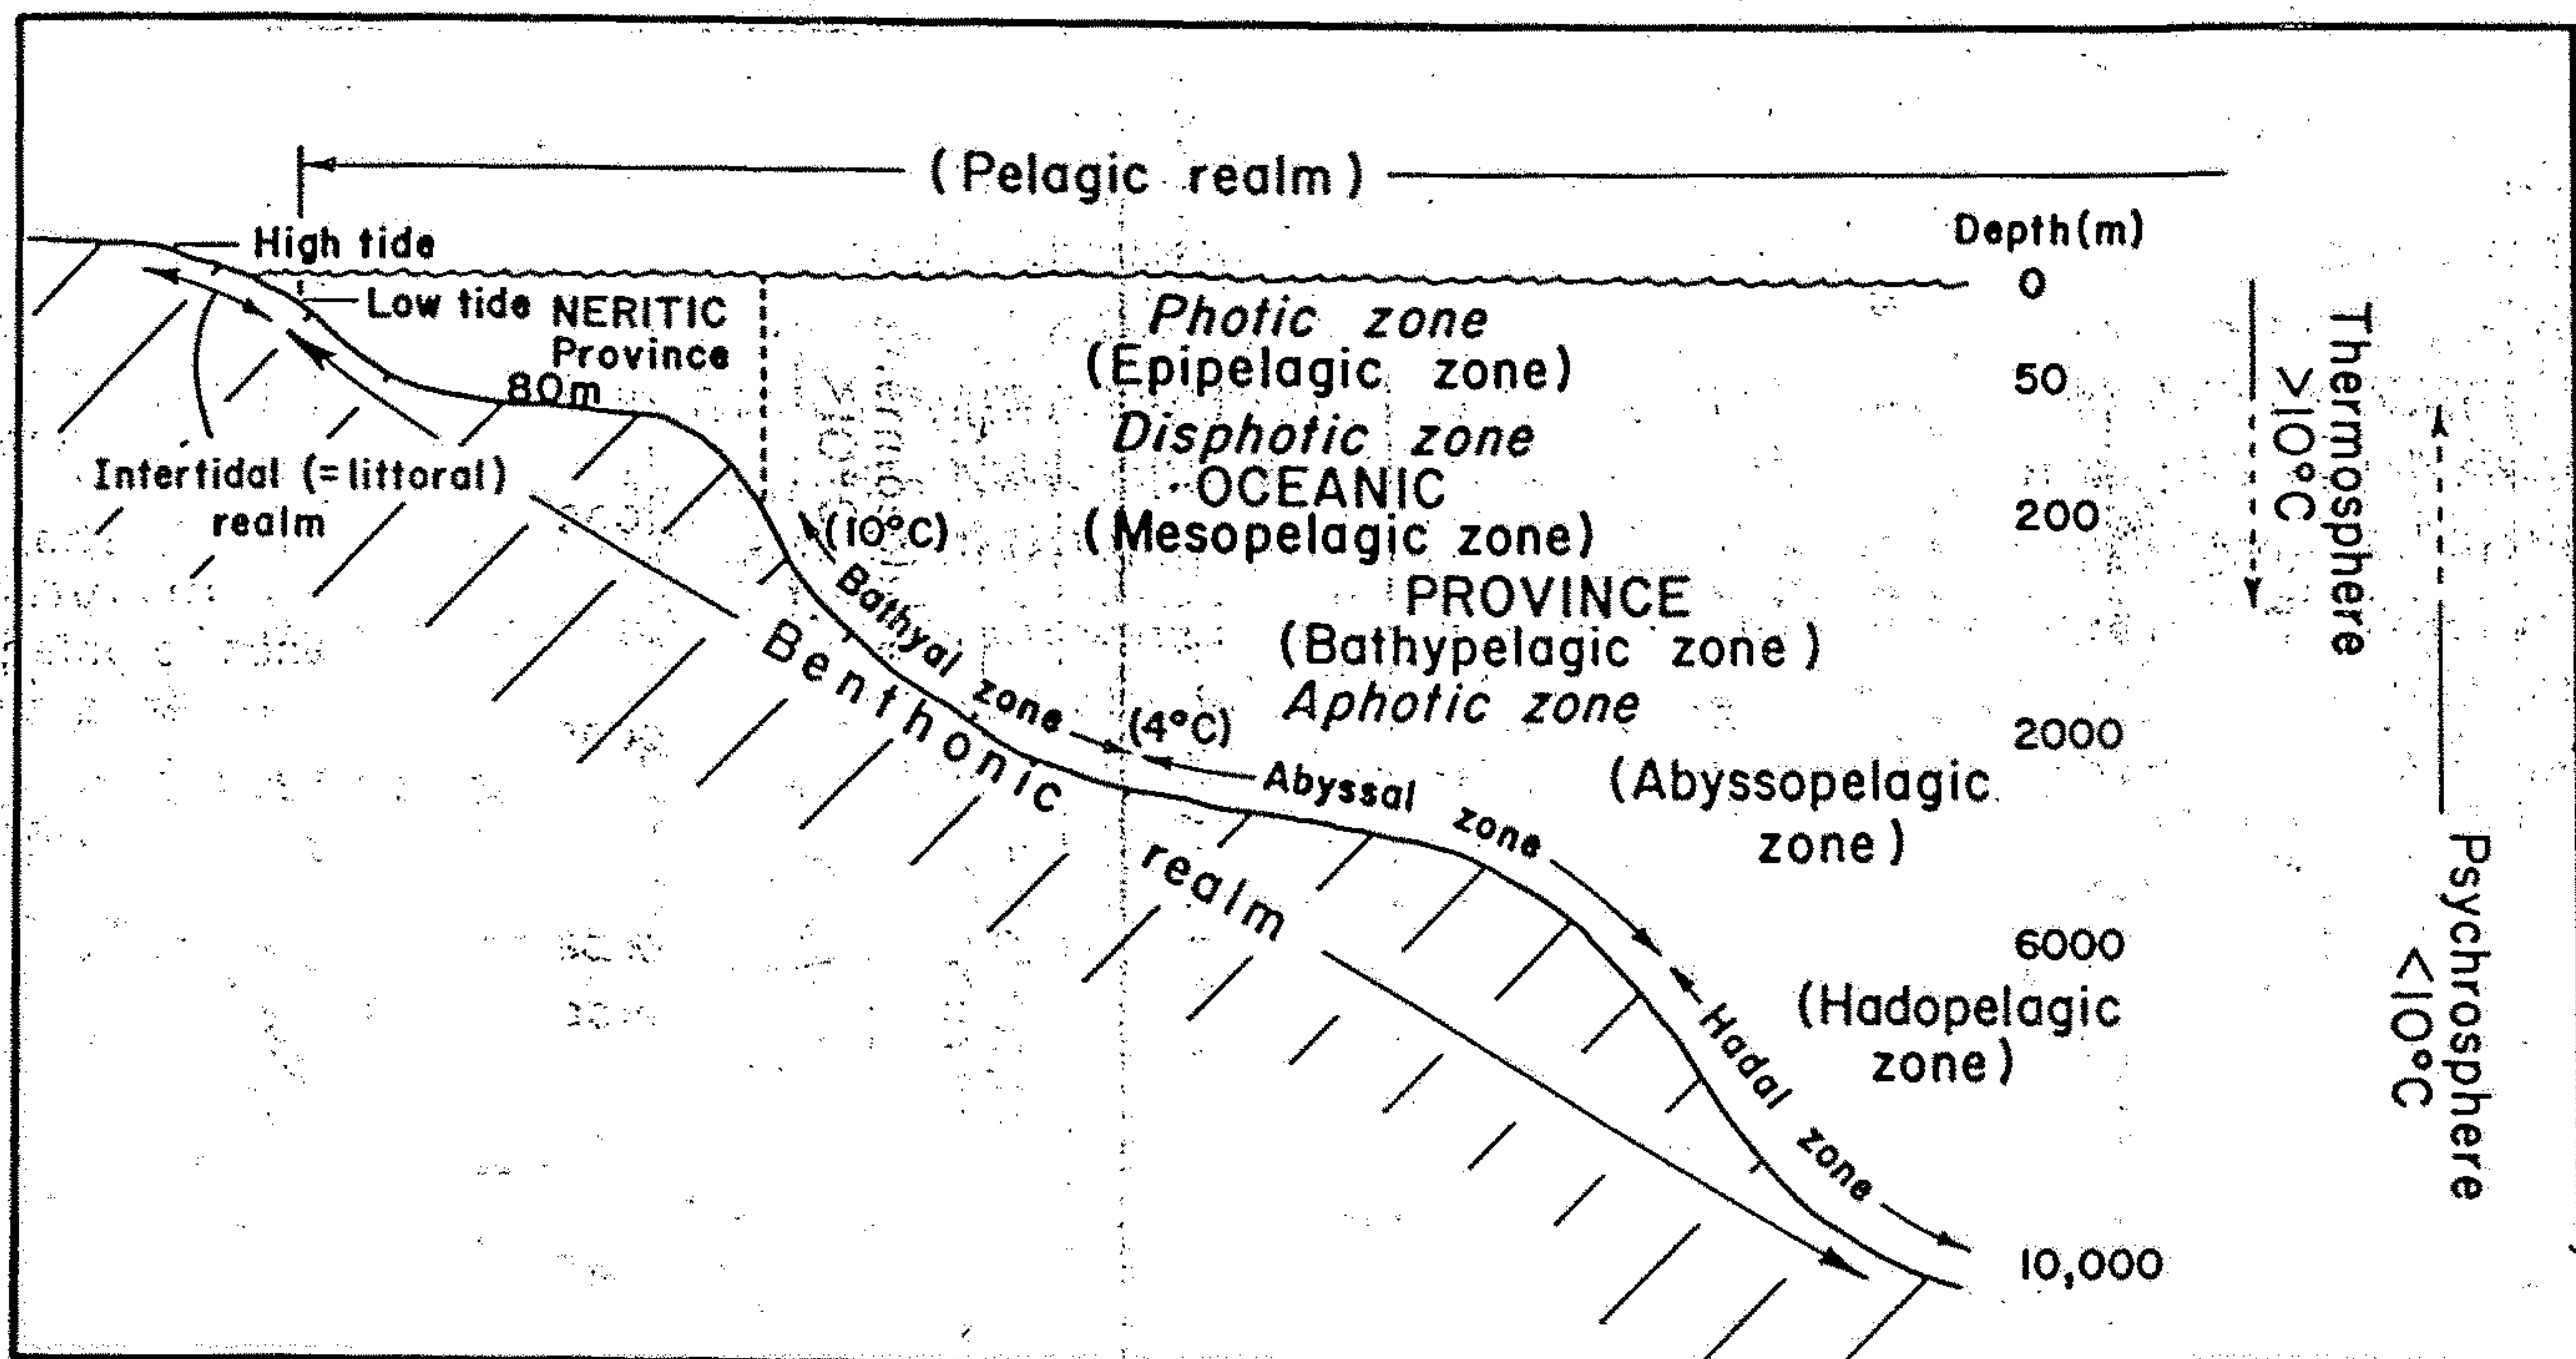 (Pelagic realm)
High tide
Depth(m)
0
Low tide
NERITIC
Province
80m
Photic zone
(Epipelagic zone)
50
Disphotic zone
OCEANIC
200
(Mesopelagic zone)
(10°C)
PROVINCE
(Bathypelagic zone)
Aphotic zone
2000
(Abyssopelagic
zone)
6000
(Hadopelagic
zone)
10,000
Intertidal (=littoral)
realm
Bathyal zone
(4°C)
Abyssal zone
Hadal zone
Benthonic realm
Thermosphere
>10°C
Psychrosphere
<10°C